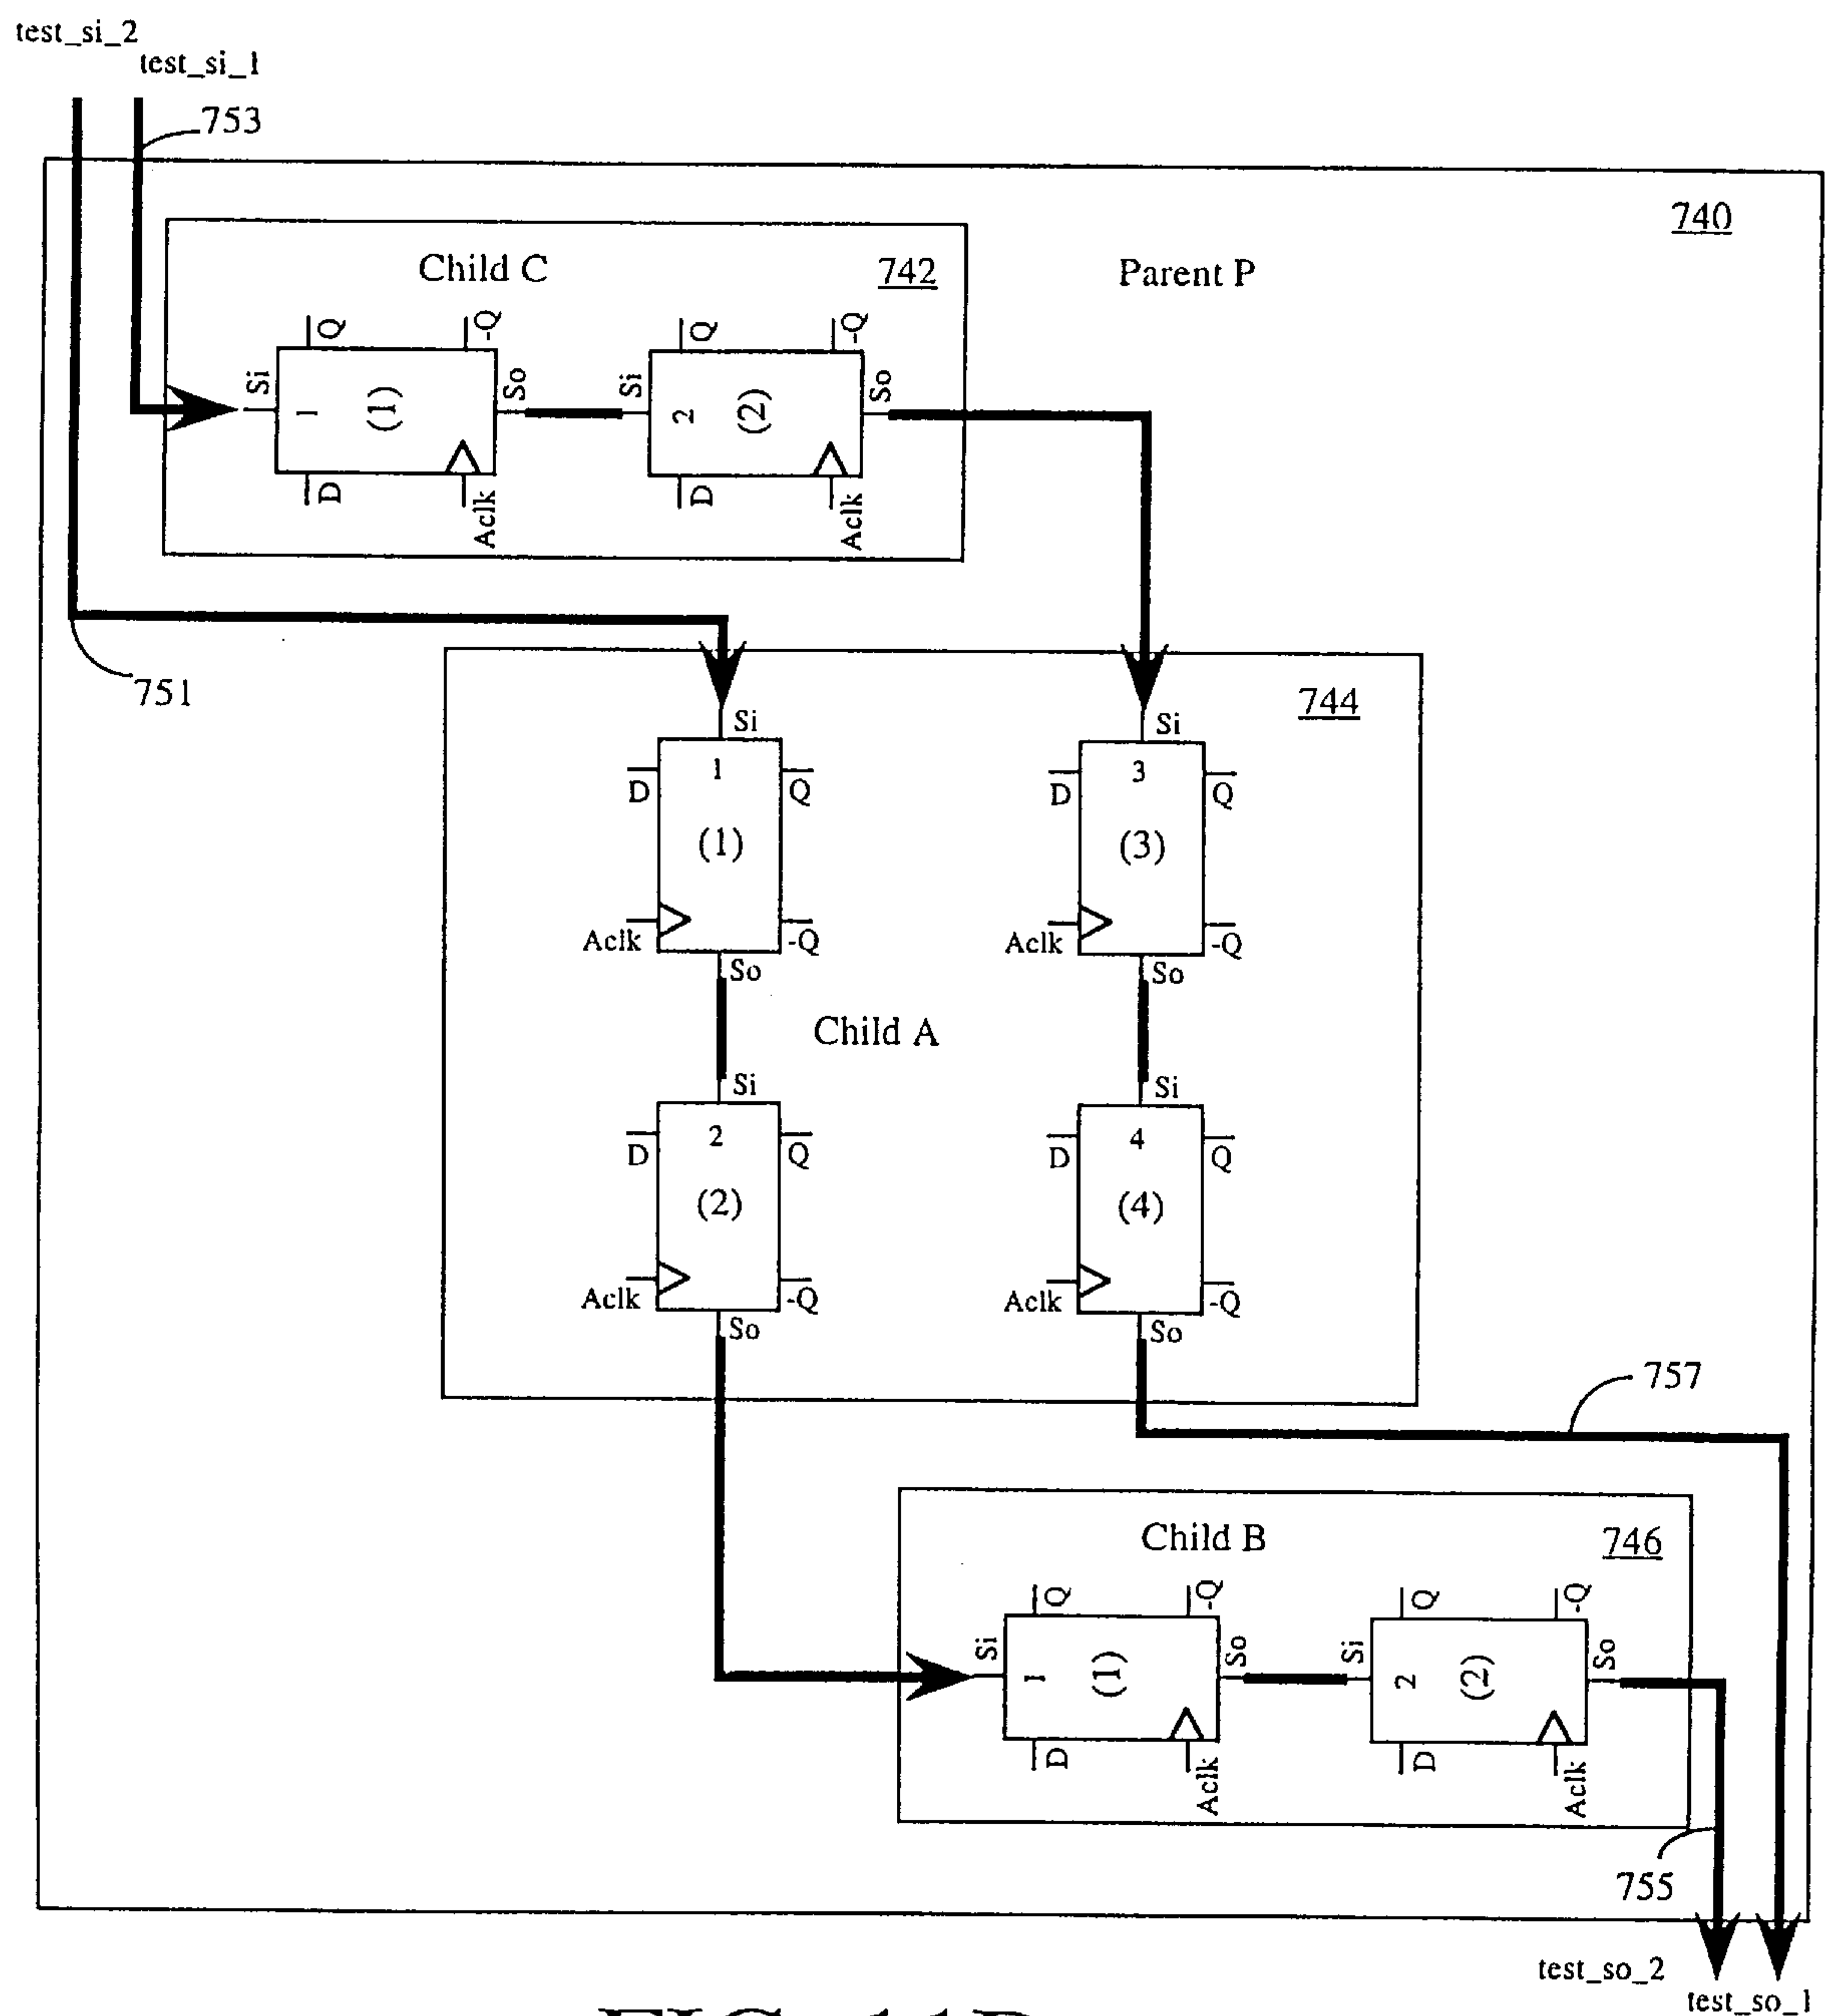 test_si_2
test_si_1
753
740
Child C
742
Parent P
Q
-Q
Q
-Q
Si
1
(1)
So
Si
2
(2)
So
D
Aclk
D
Aclk
751
744
Si
Si
D
1
Q
D
3
Q
(1)
(3)
Aclk
-Q
Aclk
-Q
So
So
Child A
Si
Si
D
2
Q
D
4
Q
(2)
(4)
Aclk
-Q
Aclk
-Q
So
So
757
Child B
746
Q
-Q
Q
-Q
Si
1
(1)
So
Si
2
(2)
So
D
Aclk
D
Aclk
755
test_so_2
test_so_1